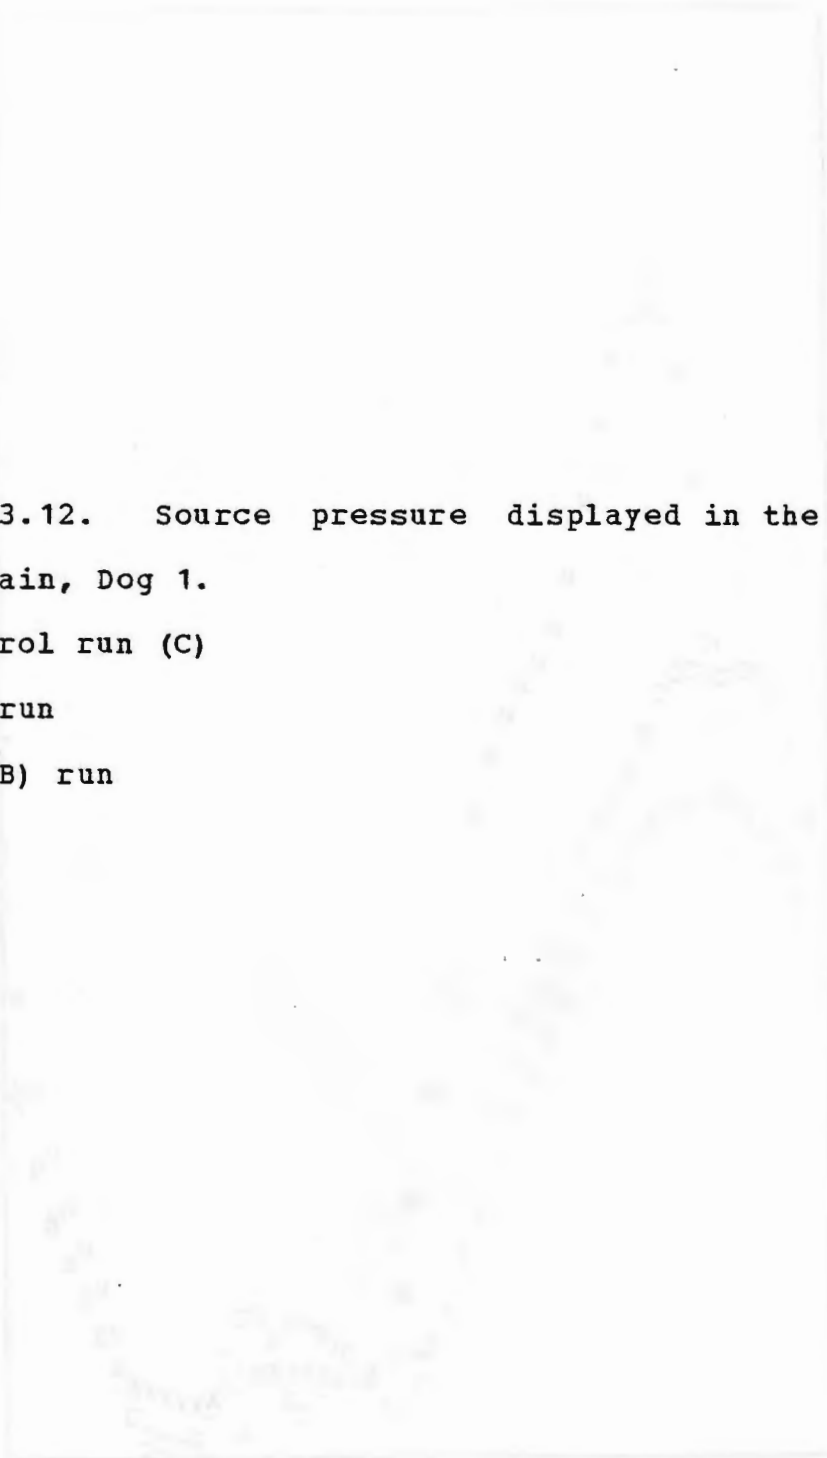 3.12. Source pressure displayed in the
ain, Dog 1.
rol run (C)
run
B) run